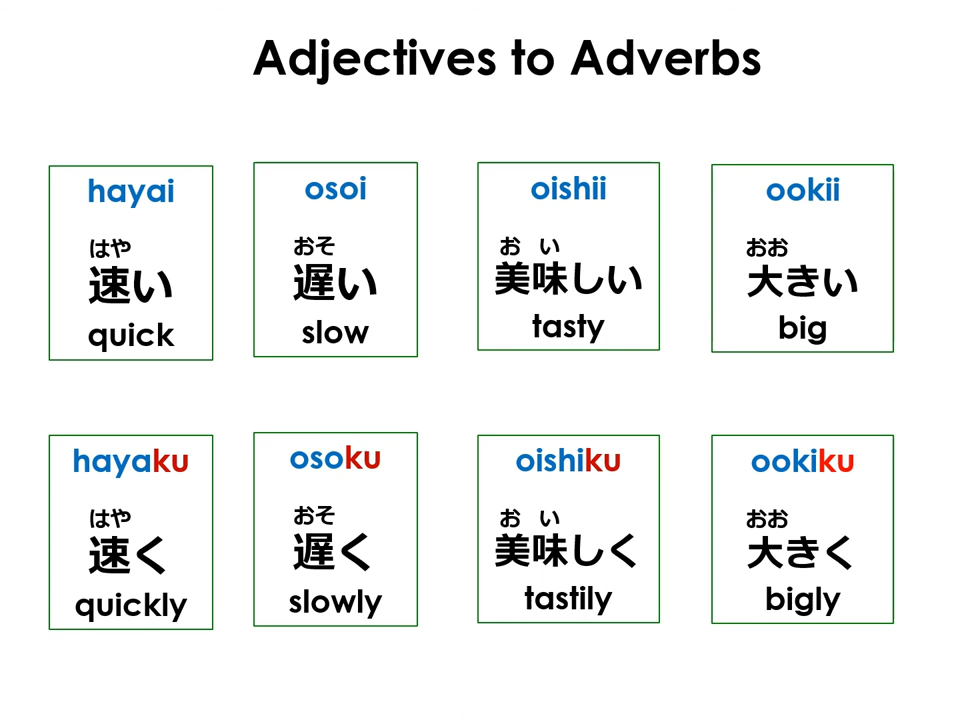 Adjectives to Adverbs
hayai
はや
速い
quick
osoi
おそ
遅い
slow
oishii
お い
美味しい
tasty
ookii
おお
大きい
big
hayaku
はや
速く
quickly
osoku
おそ
遅く
slowly
oishiku
お い
美味しく
tastily
ookiku
おお
大きく
bigly